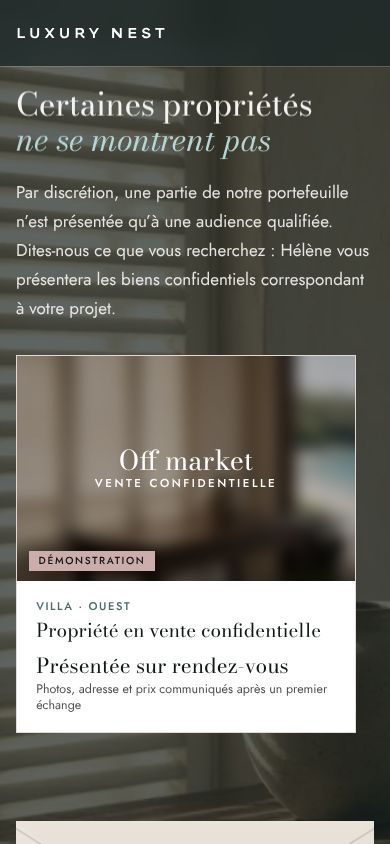 LUXURY NEST
Certaines propriétés
ne se montrent pas
Par discrétion, une partie de notre portefeuille
n’est présentée qu’à une audience qualifiée.
Dites-nous ce que vous recherchez : Hélène vous
présentera les biens confidentiels correspondant
à votre projet.
Off market
VENTE CONFIDENTIELLE
DÉMONSTRATION
VILLA · OUEST
Propriété en vente confidentielle
Présentée sur rendez-vous
Photos, adresse et prix communiqués après un premier
échange